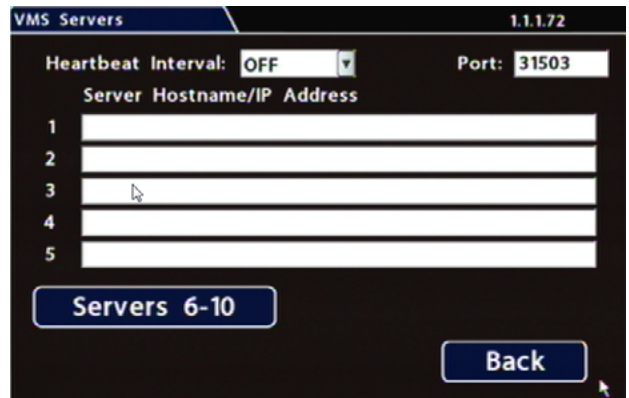 VMS Servers 1.1.1.72
Heartbeat Interval: OFF Port: 31503
Server Hostname/IP Address
1
2
3
4
5
Servers 6-10
Back